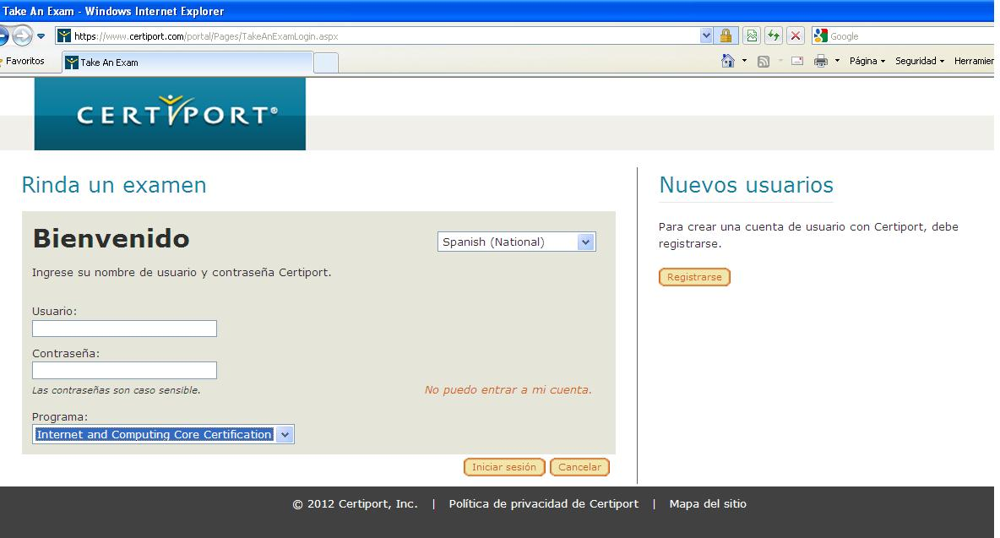 Take An Exam - Windows Internet Explorer
https://www.certiport.com/portal/Pages/TakeAnExamLogin.aspx
Google
Favoritos
Take An Exam
Página
Seguridad
CERTIPORT®
Rinda un examen
Bienvenido
Spanish (National)
Ingrese su nombre de usuario y contraseña Certiport.
Usuario:
Contraseña:
Las contraseñas son caso sensible.
No puedo entrar a mi cuenta.
Programa:
Internet and Computing Core Certification
Iniciar sesión
Cancelar
Nuevos usuarios
Para crear una cuenta de usuario con Certiport, debe
registrarse.
Registrarse
© 2012 Certiport, Inc. | Política de privacidad de Certiport | Mapa del sitio